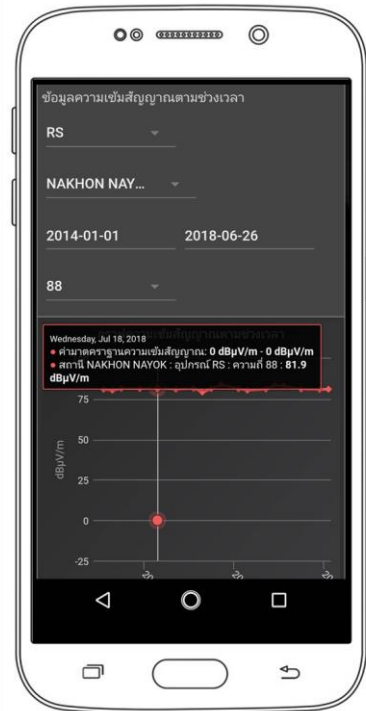 ข้อมูลความเข้มสัญญาณตามช่วงเวลา
RS
NAKHON NAY...
2014-01-01 2018-06-26
88
Wednesday, Jul 18, 2018
● ค่ามาตคราฐานความเข้มสัญญาณ: 0 dBµV/m - 0 dBµV/m
● สถานี NAKHON NAYOK : อุปกรณ์ RS : ความถี่ 88 : 81.9
dBµV/m
75
50
25
0
-25
dBµV/m